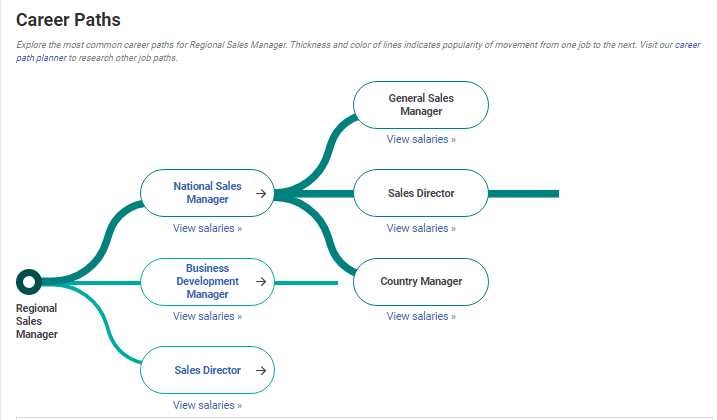 Career Paths
Explore the most common career paths for Regional Sales Manager. Thickness and color of lines indicates popularity of movement from one job to the next. Visit our career
path planner to research other job paths.
General Sales
Manager
View salaries »
National Sales
Manager
View salaries »
Sales Director
View salaries »
Business
Development
Manager
View salaries »
Country Manager
View salaries »
Regional
Sales
Manager
Sales Director
View salaries »